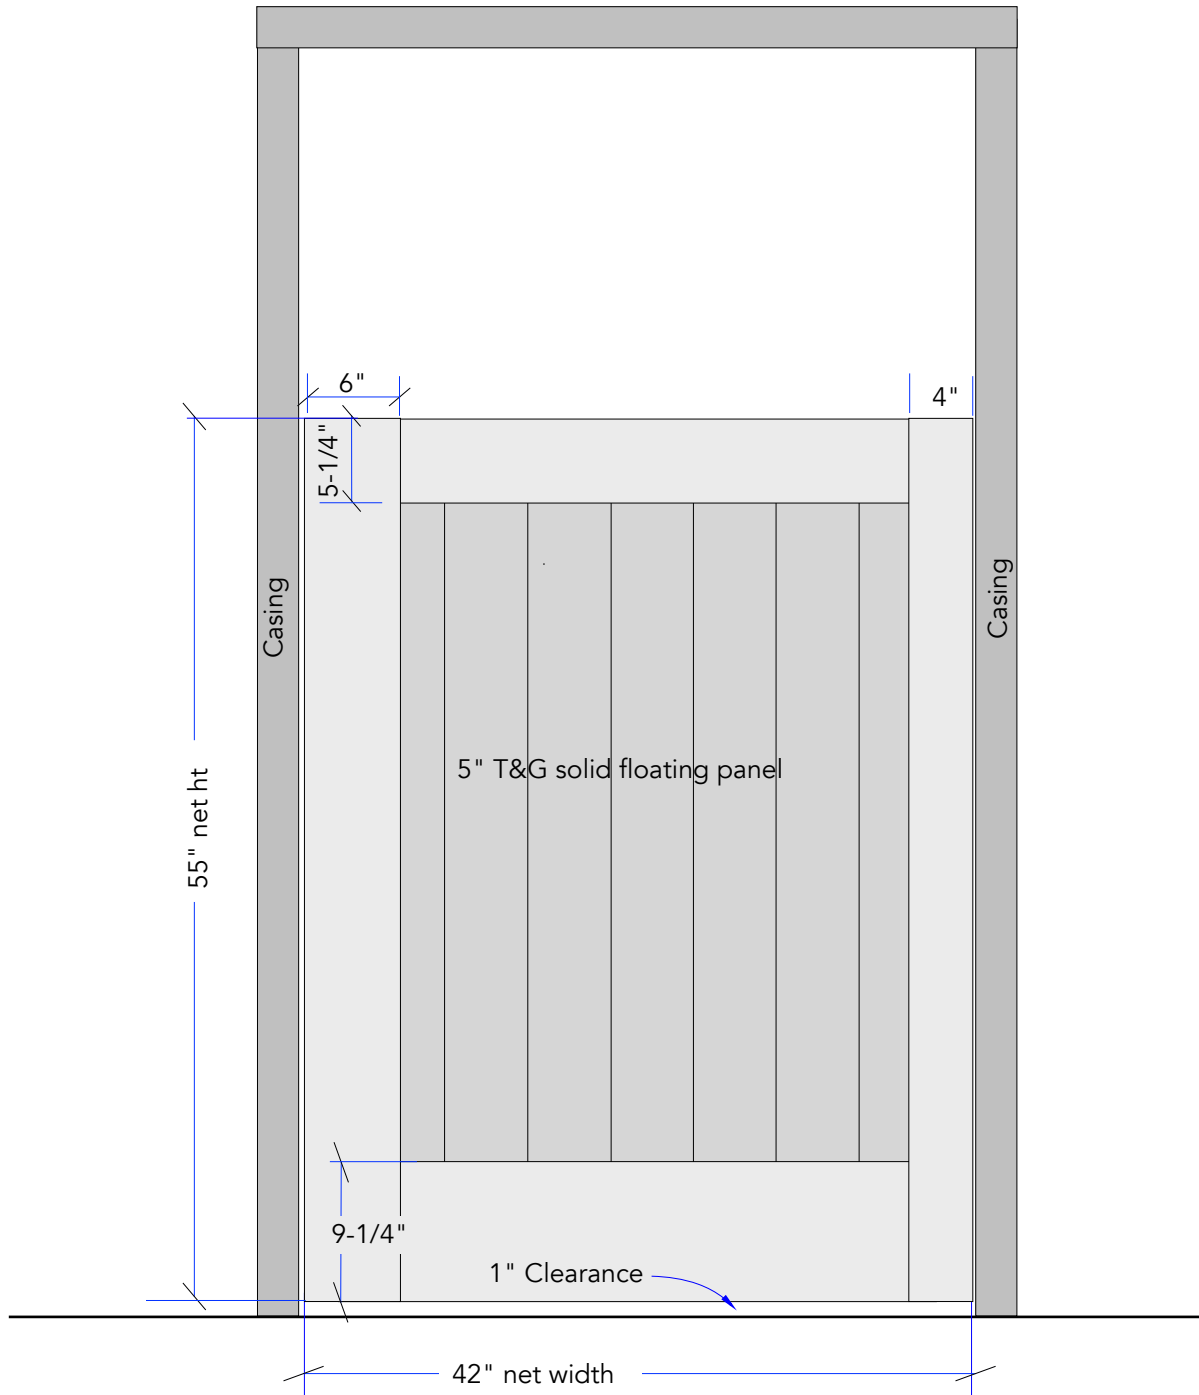 6"
4"
5-1/4"
Casing
Casing
5" T&G solid floating panel
55" net ht
9-1/4"
1" Clearance
42" net width